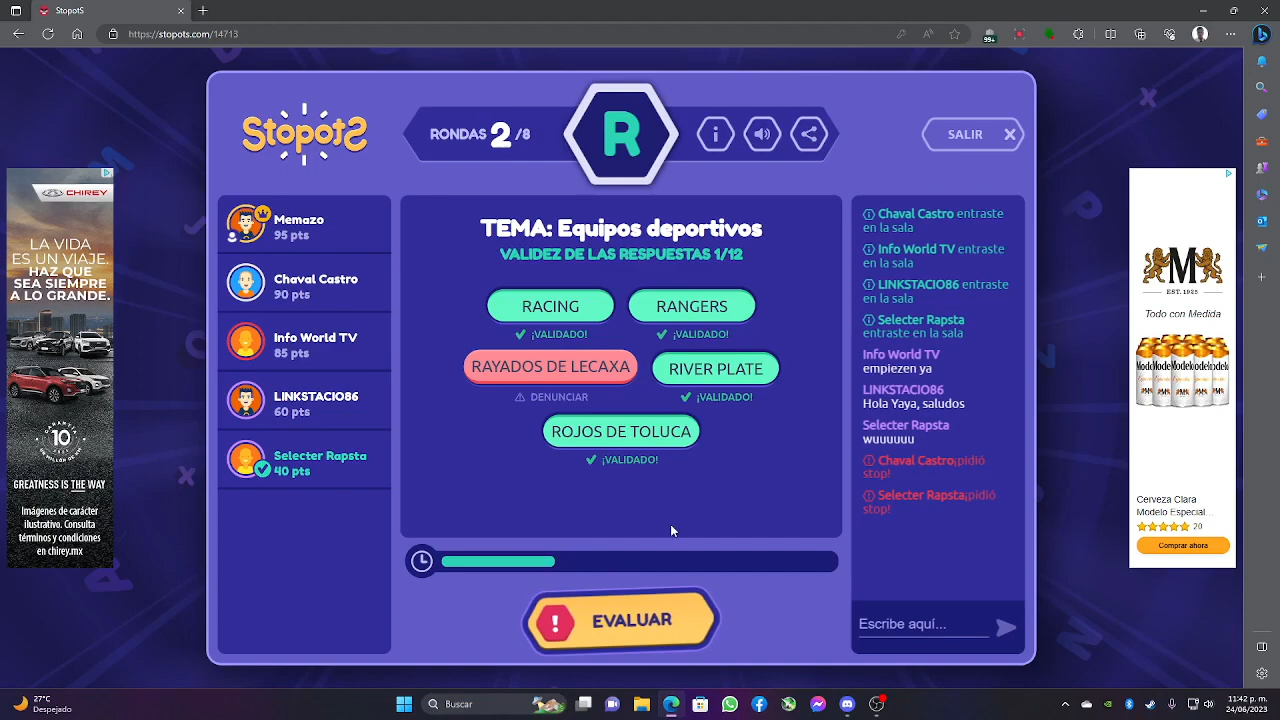 StopotS
https://stopots.com/14713
StopotS
RONDAS 2 /8
R
SALIR
Memazo
95 pts
Chaval Castro
90 pts
Info World TV
85 pts
LINKSTACIO86
60 pts
Selecter Rapsta
40 pts
TEMA: Equipos deportivos
VALIDEZ DE LAS RESPUESTAS 1/12
RACING
RANGERS
¡VALIDADO!
¡VALIDADO!
RAYADOS DE LECAXA
RIVER PLATE
DENUNCIAR
¡VALIDADO!
ROJOS DE TOLUCA
¡VALIDADO!
EVALUAR
Chaval Castro entraste
en la sala
Info World TV entraste
en la sala
LINKSTACIO86 entraste
en la sala
Selecter Rapsta
entraste en la sala
Info World TV
empiezen ya
LINKSTACIO86
Hola Yaya, saludos
Selecter Rapsta
wuuuuuu
Chaval Castro¡pidió
stop!
Selecter Rapsta¡pidió
stop!
Escribe aquí...
CHIREY
LA VIDA
ES UN VIAJE.
HAZ QUE
SEA SIEMPRE
A LO GRANDE.
10
GREATNESS IS THE WAY
Imágenes de carácter
ilustrativo. Consulta
términos y condiciones
en chirey.mx
M
EST. 1925
Todo con Medida
Cerveza Clara
Modelo Especial...
20
Comprar ahora
27°C
Despejado
Buscar
11:42 p. m.
24/06/2023